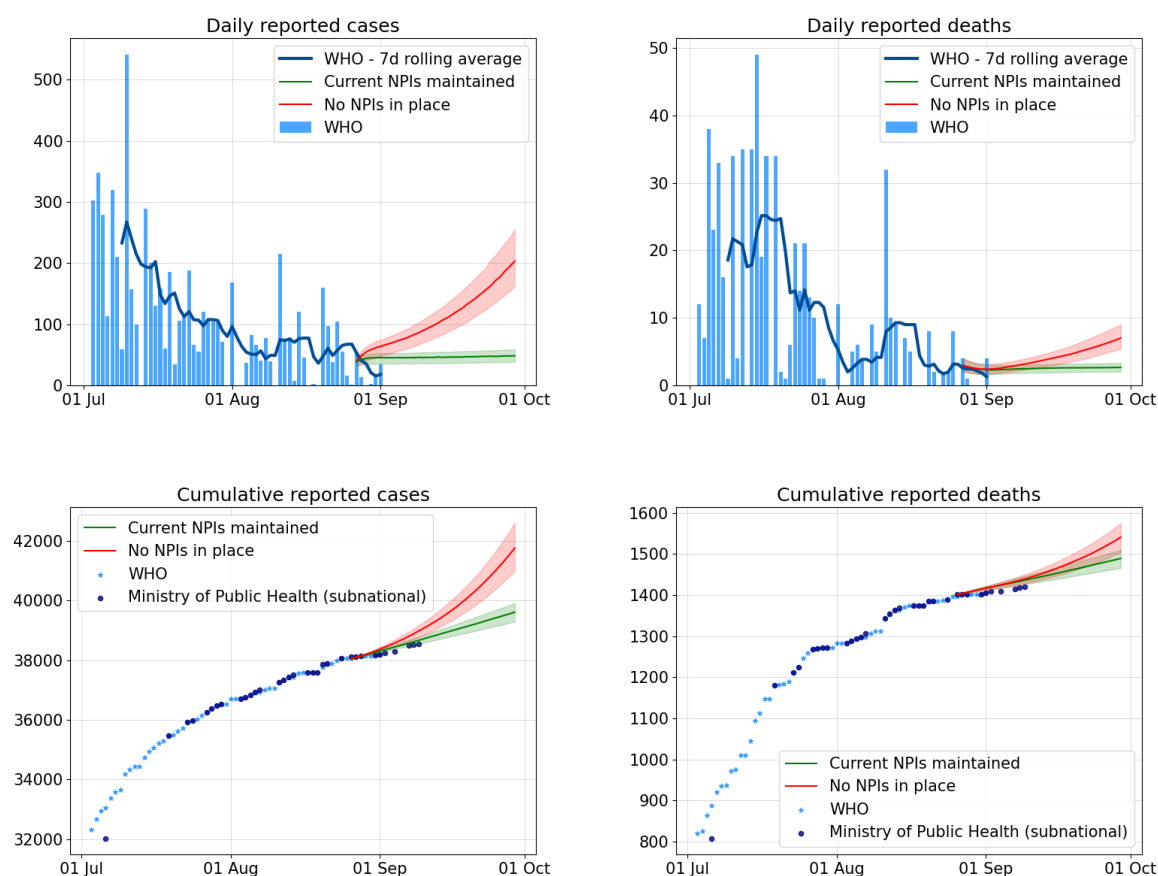 Daily reported cases
WHO - 7d rolling average
Current NPIs maintained
No NPIs in place
WHO
500
400
300
200
100
0
01 Jul
01 Aug
01 Sep
01 Oct
Daily reported deaths
WHO - 7d rolling average
Current NPIs maintained
No NPIs in place
WHO
50
40
30
20
10
0
01 Jul
01 Aug
01 Sep
01 Oct
Cumulative reported cases
Current NPIs maintained
No NPIs in place
WHO
Ministry of Public Health (subnational)
42000
40000
38000
36000
34000
32000
01 Jul
01 Aug
01 Sep
01 Oct
Cumulative reported deaths
1600
1500
1400
1300
1200
1100
1000
900
800
Current NPIs maintained
No NPIs in place
WHO
Ministry of Public Health (subnational)
01 Jul
01 Aug
01 Sep
01 Oct